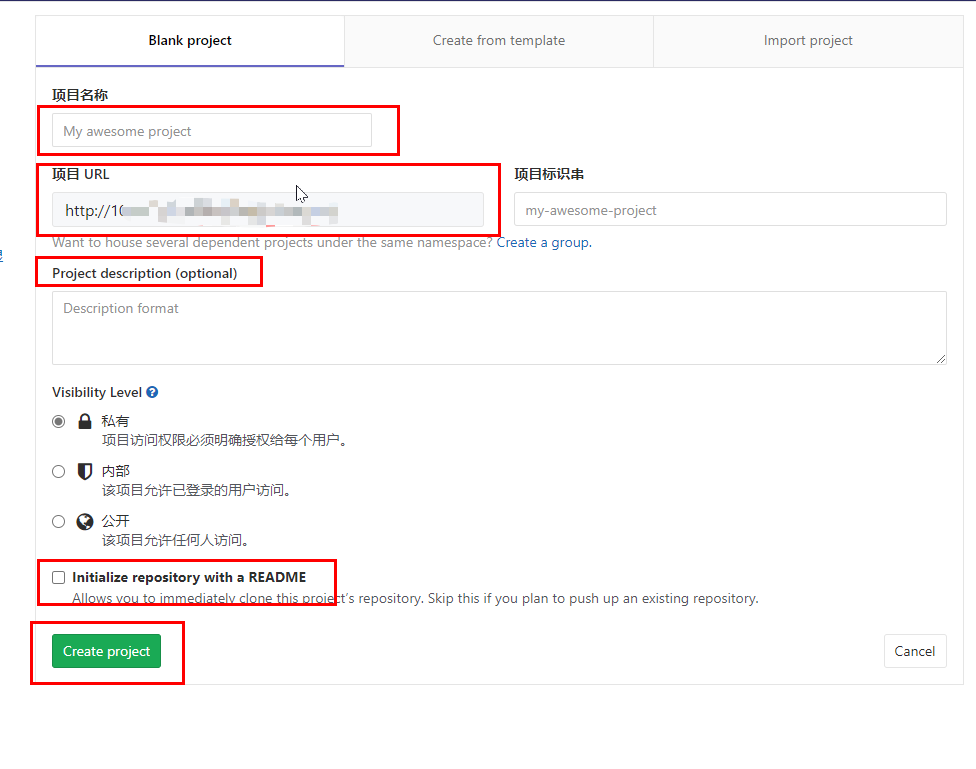 Blank project
Create from template
Import project
项目名称
My awesome project
项目 URL
项目标识串
http://10
my-awesome-project
Want to house several dependent projects under the same namespace? Create a group.
Project description (optional)
Description format
Visibility Level
私有
项目访问权限必须明确授权给每个用户。
内部
该项目允许已登录的用户访问。
公开
该项目允许任何人访问。
Initialize repository with a README
Allows you to immediately clone this project's repository. Skip this if you plan to push up an existing repository.
Create project
Cancel